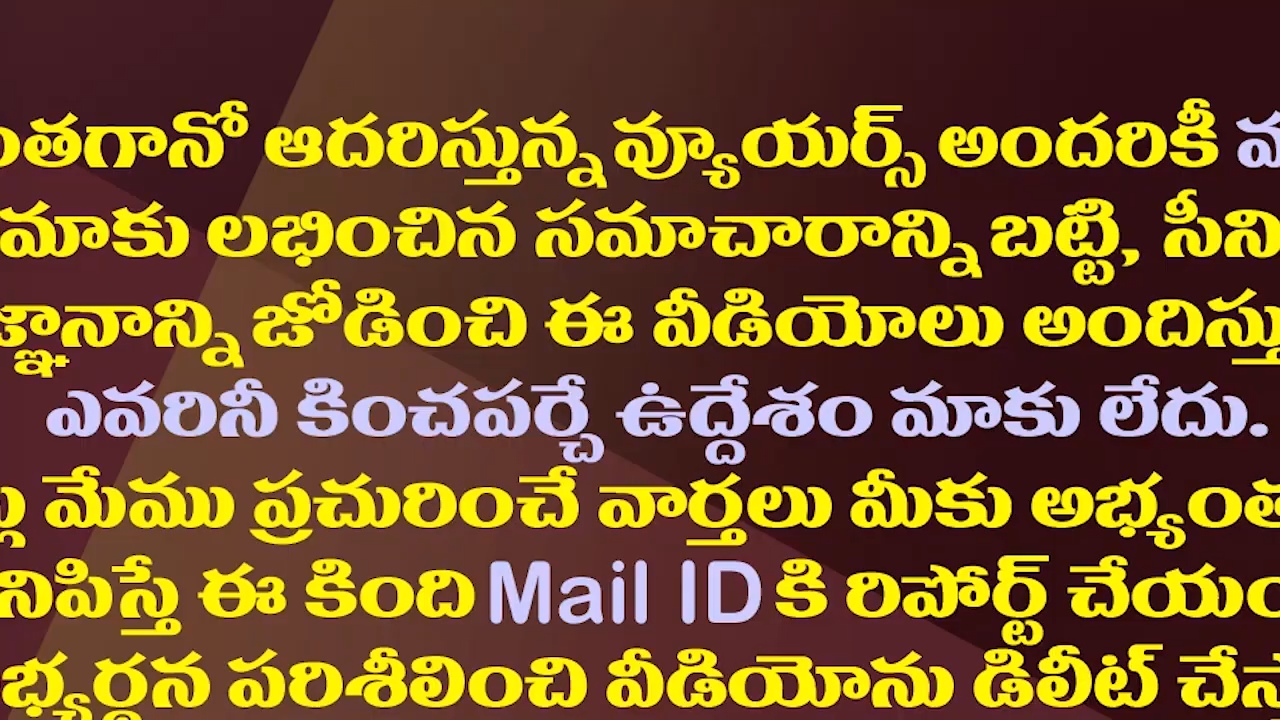 ంతగానో ఆదరిస్తున్న వ్యూయర్స్ అందరికీ
మాకు లభించిన సమాచారాన్ని బట్టి, సీని
జ్ఞానాన్ని జోడించి ఈ వీడియోలు అందిస్తు
ఎవరినీ కించపర్చే ఉద్దేశం మాకు లేదు.
మేము ప్రచురించే వార్తలు మీకు అభ్యంత
నిపిస్తే ఈ కింది Mail ID కి రిపోర్ట్ చేయం
భ్యర్థన పరిశీలించి వీడియోను డిలీట్ చేస